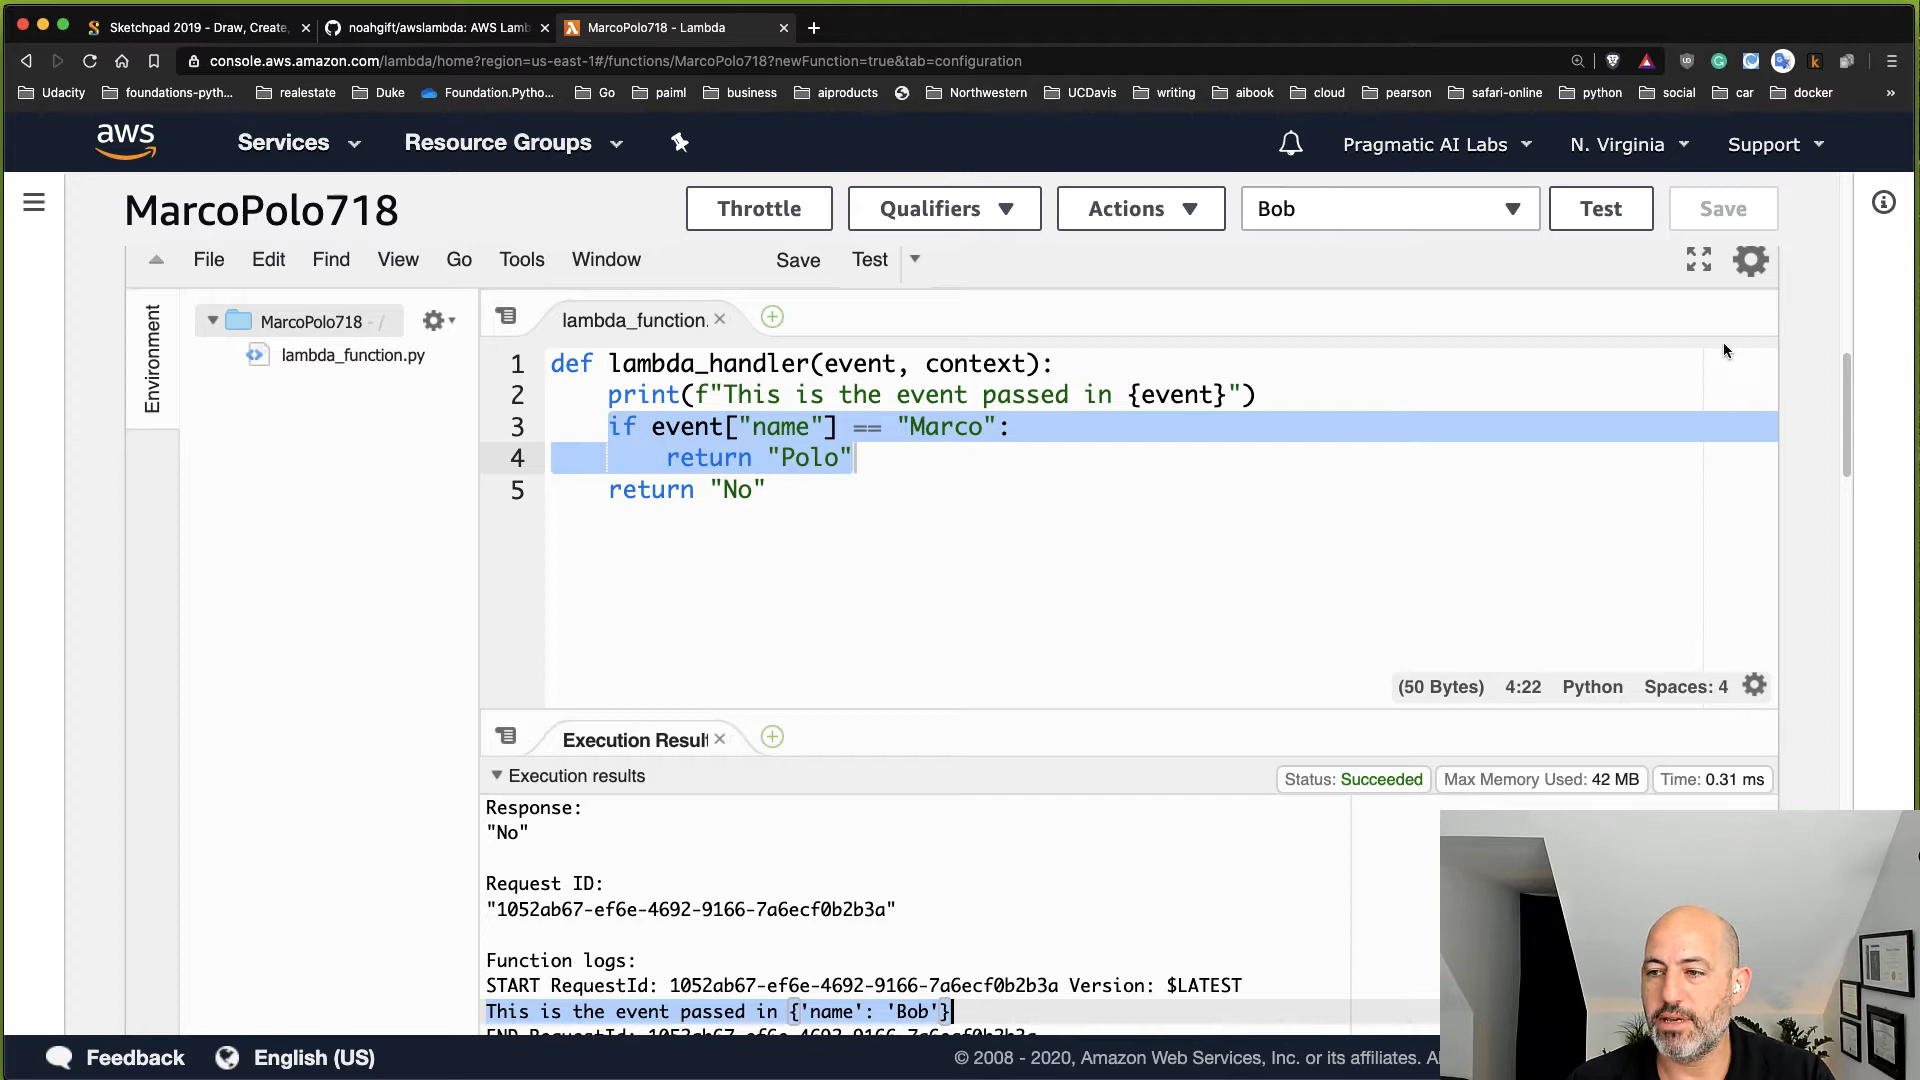 Sketchpad 2019 - Draw, Create,
noahgift/awslambda: AWS Lamb
MarcoPolo718 - Lambda
console.aws.amazon.com/lambda/home?region=us-east-1#/functions/MarcoPolo718?newFunction=true&tab=configuration
Udacity foundations-pyth... realestate Duke Foundation.Pytho... Go paiml business aiproducts Northwestern UCDavis writing aibook cloud pearson safari-online python social car docker »
aws Services Resource Groups Pragmatic AI Labs N. Virginia Support
MarcoPolo718 Throttle Qualifiers Actions Bob Test Save
File Edit Find View Go Tools Window Save Test
Environment
MarcoPolo718 - /
lambda_function.py
lambda_function.
1 def lambda_handler(event, context):
2 print(f"This is the event passed in {event}")
3 if event["name"] == "Marco":
4 return "Polo"
5 return "No"
(50 Bytes) 4:22 Python Spaces: 4
Execution Result
Execution results
Status: Succeeded Max Memory Used: 42 MB Time: 0.31 ms
Response:
"No"
Request ID:
"1052ab67-ef6e-4692-9166-7a6ecf0b2b3a"
Function logs:
START RequestId: 1052ab67-ef6e-4692-9166-7a6ecf0b2b3a Version: $LATEST
This is the event passed in {'name': 'Bob'}
END RequestId: 1052ab67-ef6e-4692-9166-7a6ecf0b2b3a
Feedback English (US) © 2008 - 2020, Amazon Web Services, Inc. or its affiliates.